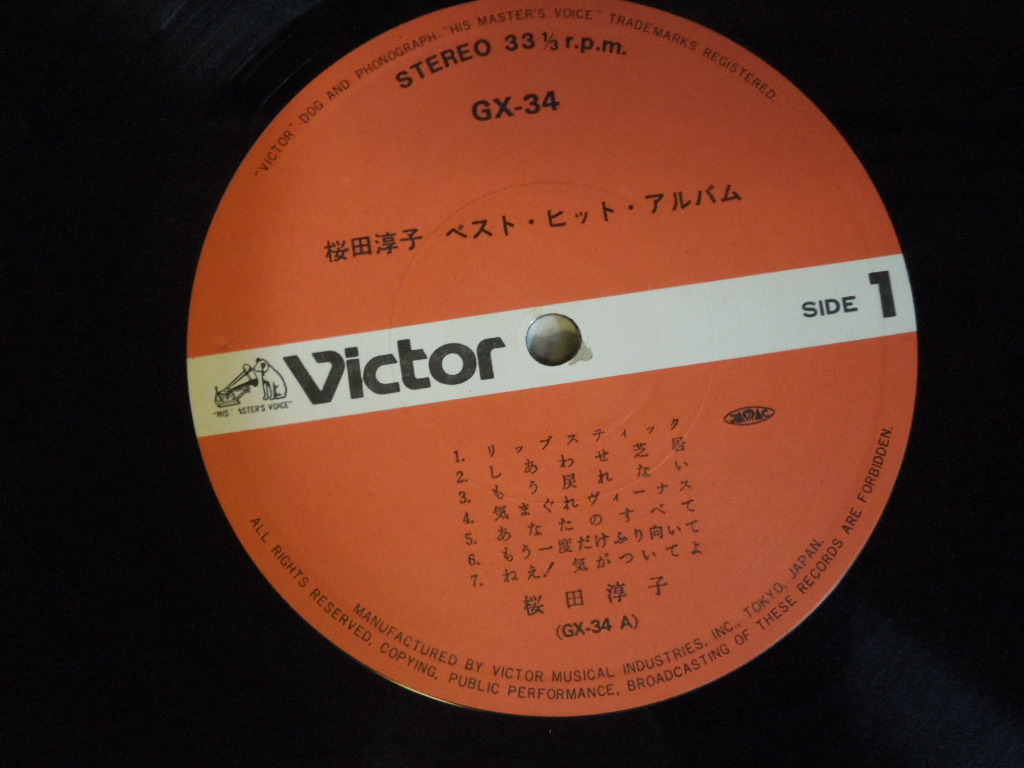 "VICTOR" - DOG AND PHONOGRAPH - "HIS MASTER'S VOICE" TRADEMARKS REGISTERED.
STEREO 33 ⅓ r.p.m.
GX-34
桜田淳子 ベスト・ヒット・アルバム
Victor
SIDE 1
"HIS MASTER'S VOICE"
JASRAC
1. リップスティック
2. しあわせ芝居
3. もう戻れない
4. 気まぐれヴィーナス
5. あなたのすべて
6. もう一度だけふり向いて
7. ねえ! 気がついてよ
桜田淳子
(GX-34 A)
MANUFACTURED BY VICTOR MUSICAL INDUSTRIES, INC., TOKYO, JAPAN.
ALL RIGHTS RESERVED, COPYING, PUBLIC PERFORMANCE, BROADCASTING OF THESE RECORDS ARE FORBIDDEN.